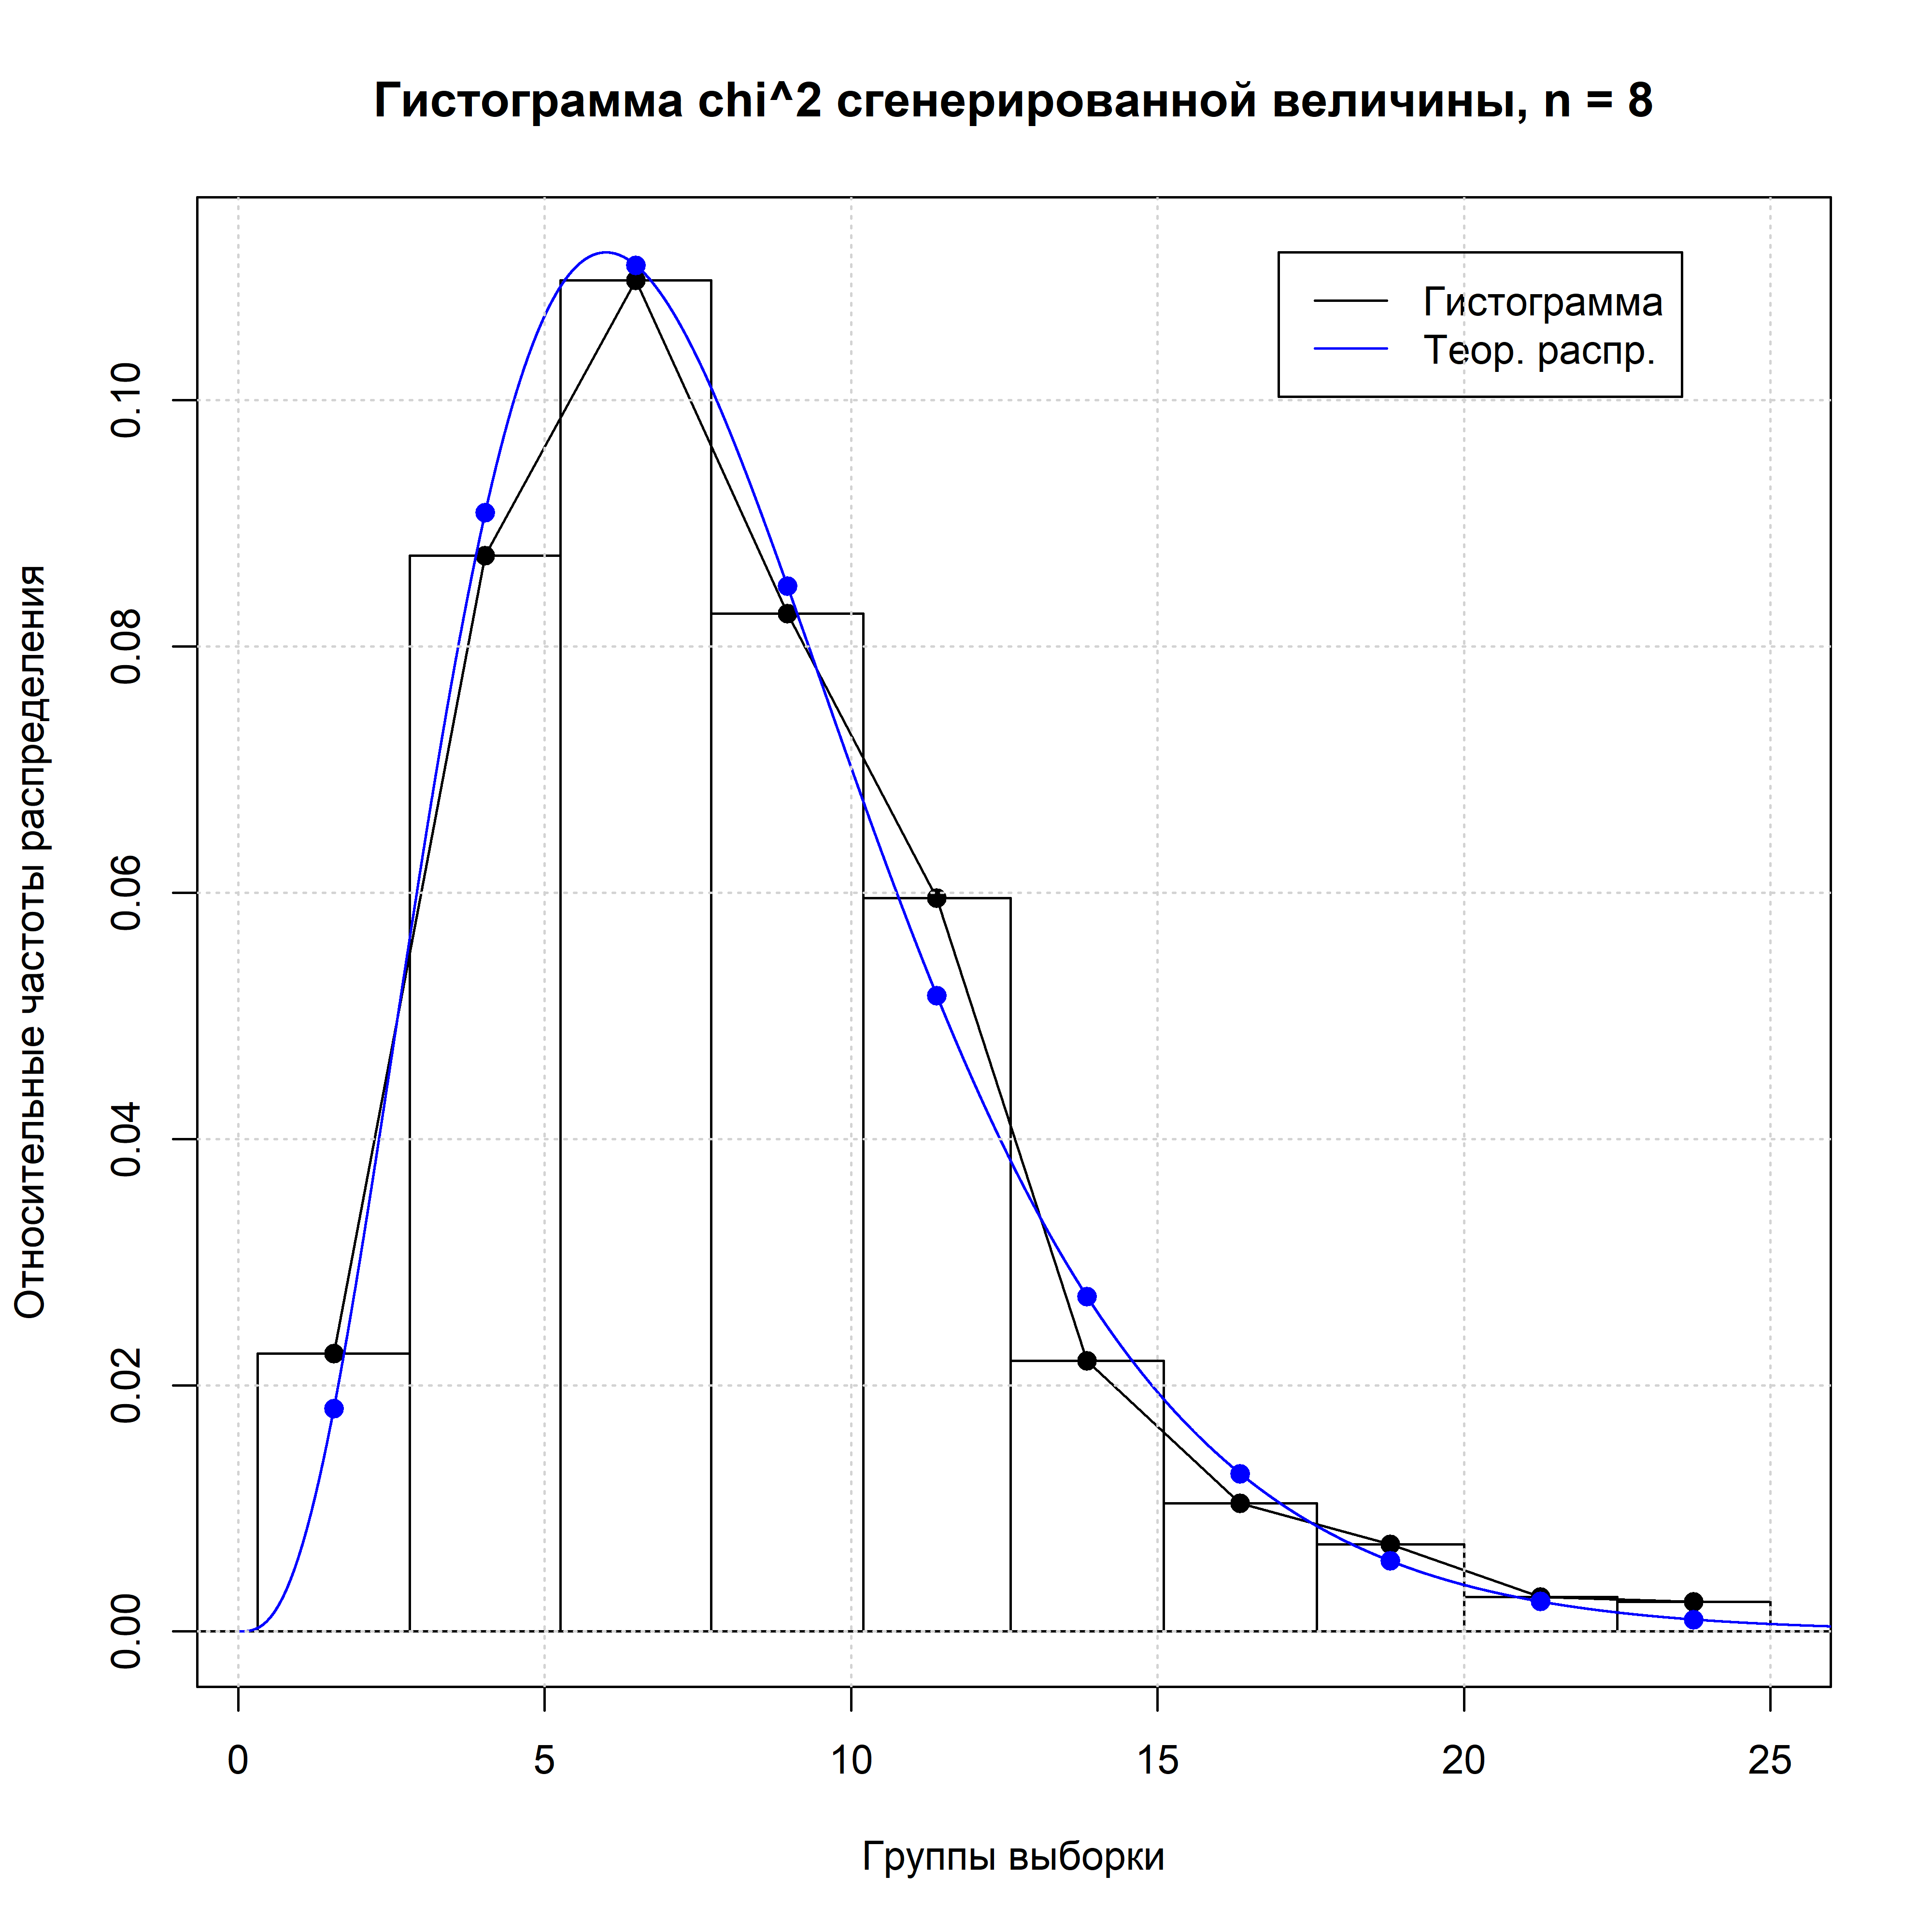 Гистограмма chi^2 сгенерированной величины, n = 8
Гистограмма
Теор. распр.
Относительные частоты распределения
0.10
0.08
0.06
0.04
0.02
0.00
0 5 10 15 20 25
Группы выборки